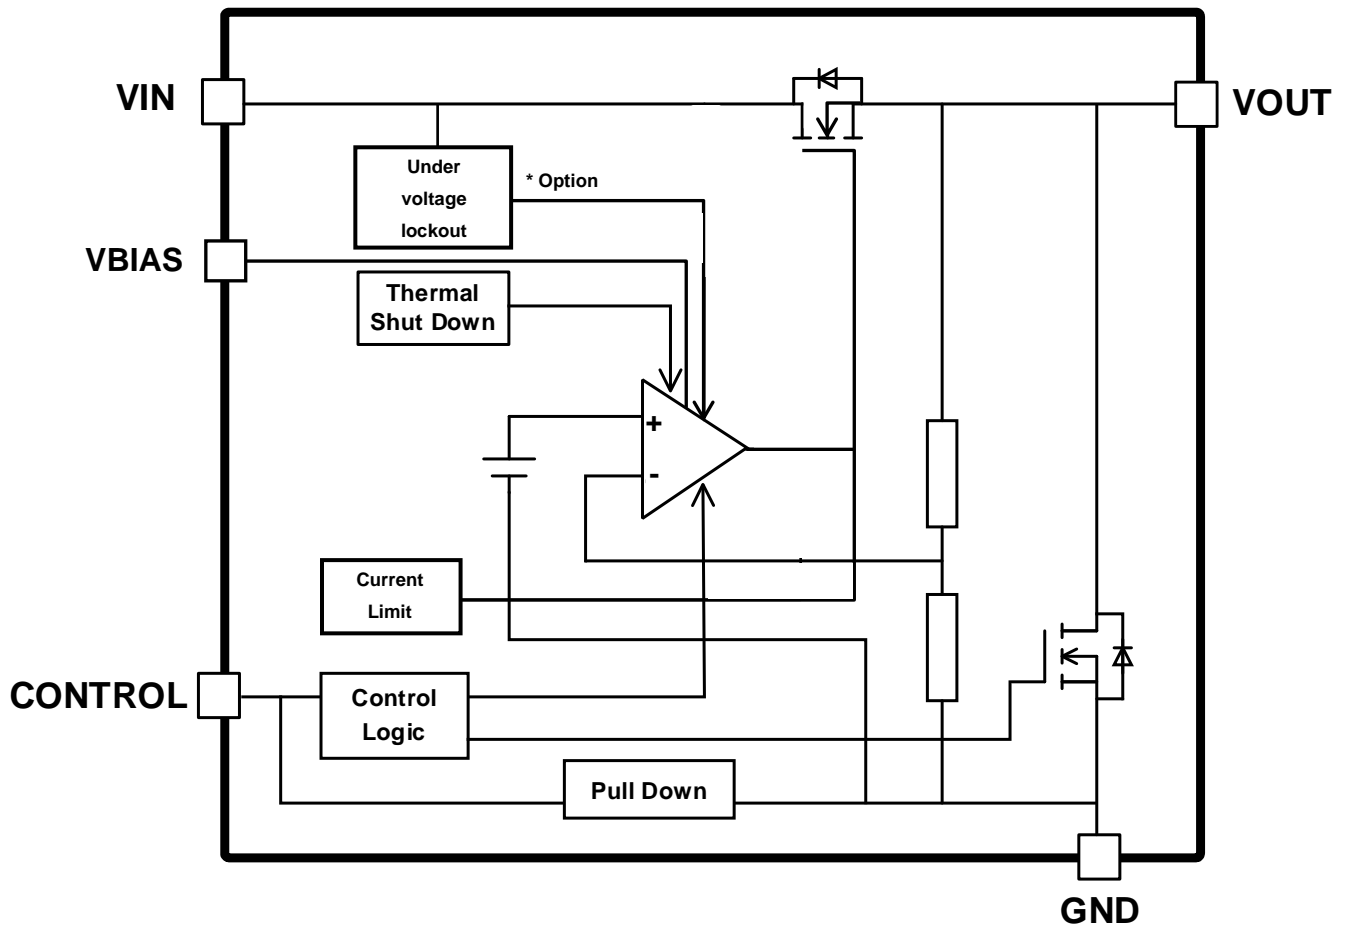 VIN
VOUT
Under
voltage
lockout
* Option
VBIAS
Thermal
Shut Down
+
-
Current
Limit
CONTROL
Control
Logic
Pull Down
GND